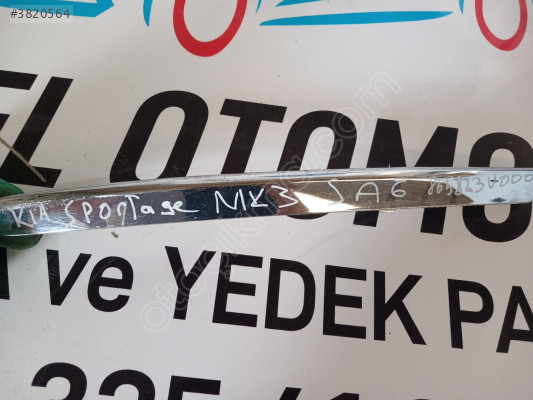 #3820564
EL OTOMO
KIA SPORTage MK3 SAG
ve YEDEK PA